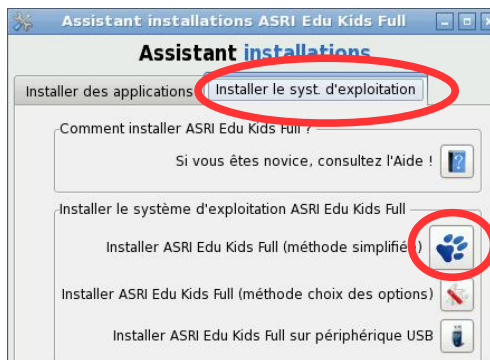 Assistant installations ASRI Edu Kids Full
Assistant installations
Installer des applications
Installer le syst. d'exploitation
Comment installer ASRI Edu Kids Full ?
Si vous êtes novice, consultez l'Aide !
Installer le système d'exploitation ASRI Edu Kids Full
Installer ASRI Edu Kids Full (méthode simplifiée)
Installer ASRI Edu Kids Full (méthode choix des options)
Installer ASRI Edu Kids Full sur périphérique USB